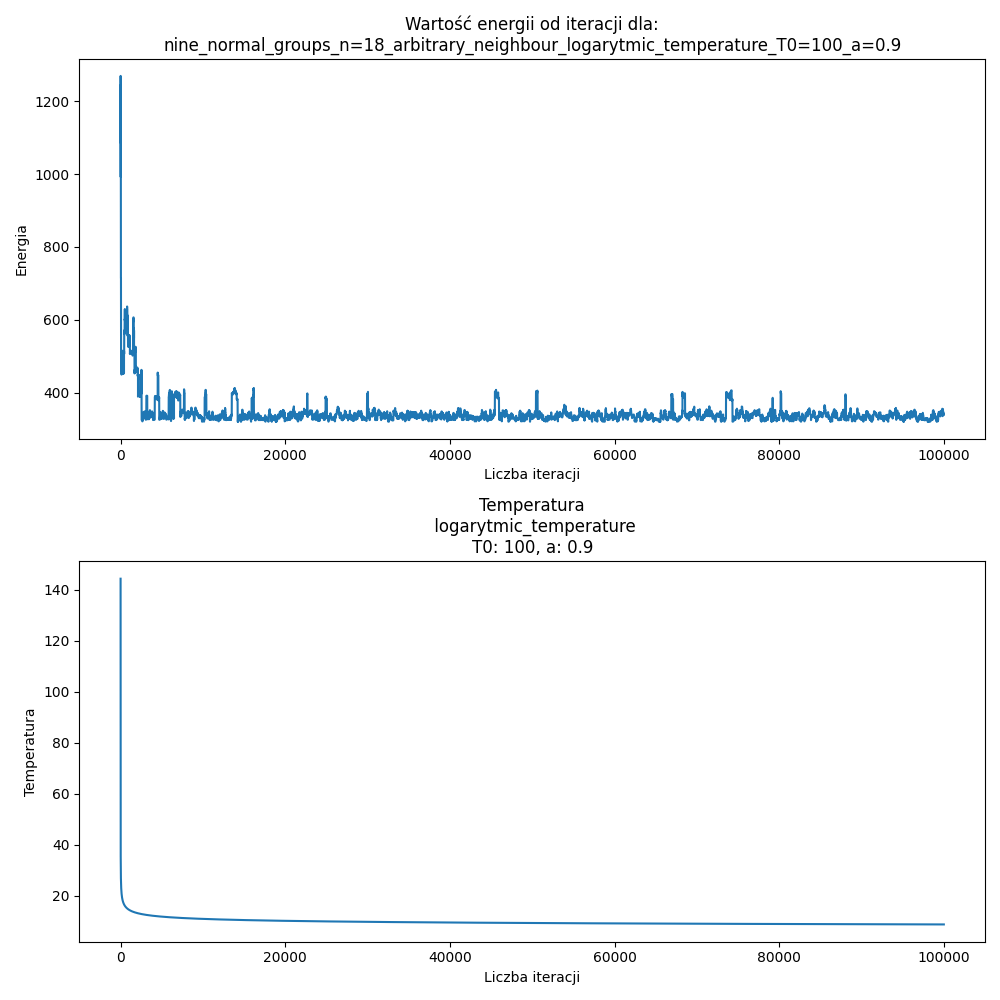 Wartość energii od iteracji dla:
nine_normal_groups_n=18_arbitrary_neighbour_logarytmic_temperature_T0=100_a=0.9
1200
1000
800
600
400
Energia
0 20000 40000 60000 80000 100000
Liczba iteracji
Temperatura
logarytmic_temperature
T0: 100, a: 0.9
140
120
100
80
60
40
20
Temperatura
0 20000 40000 60000 80000 100000
Liczba iteracji